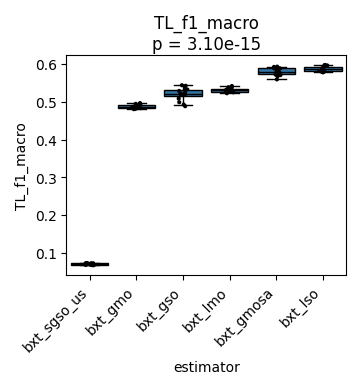 TL_f1_macro
p = 3.10e-15
TL_f1_macro
0.6
0.5
0.4
0.3
0.2
0.1
bxt_sgso_us
bxt_gmo
bxt_gso
bxt_lmo
bxt_gmosa
bxt_lso
estimator